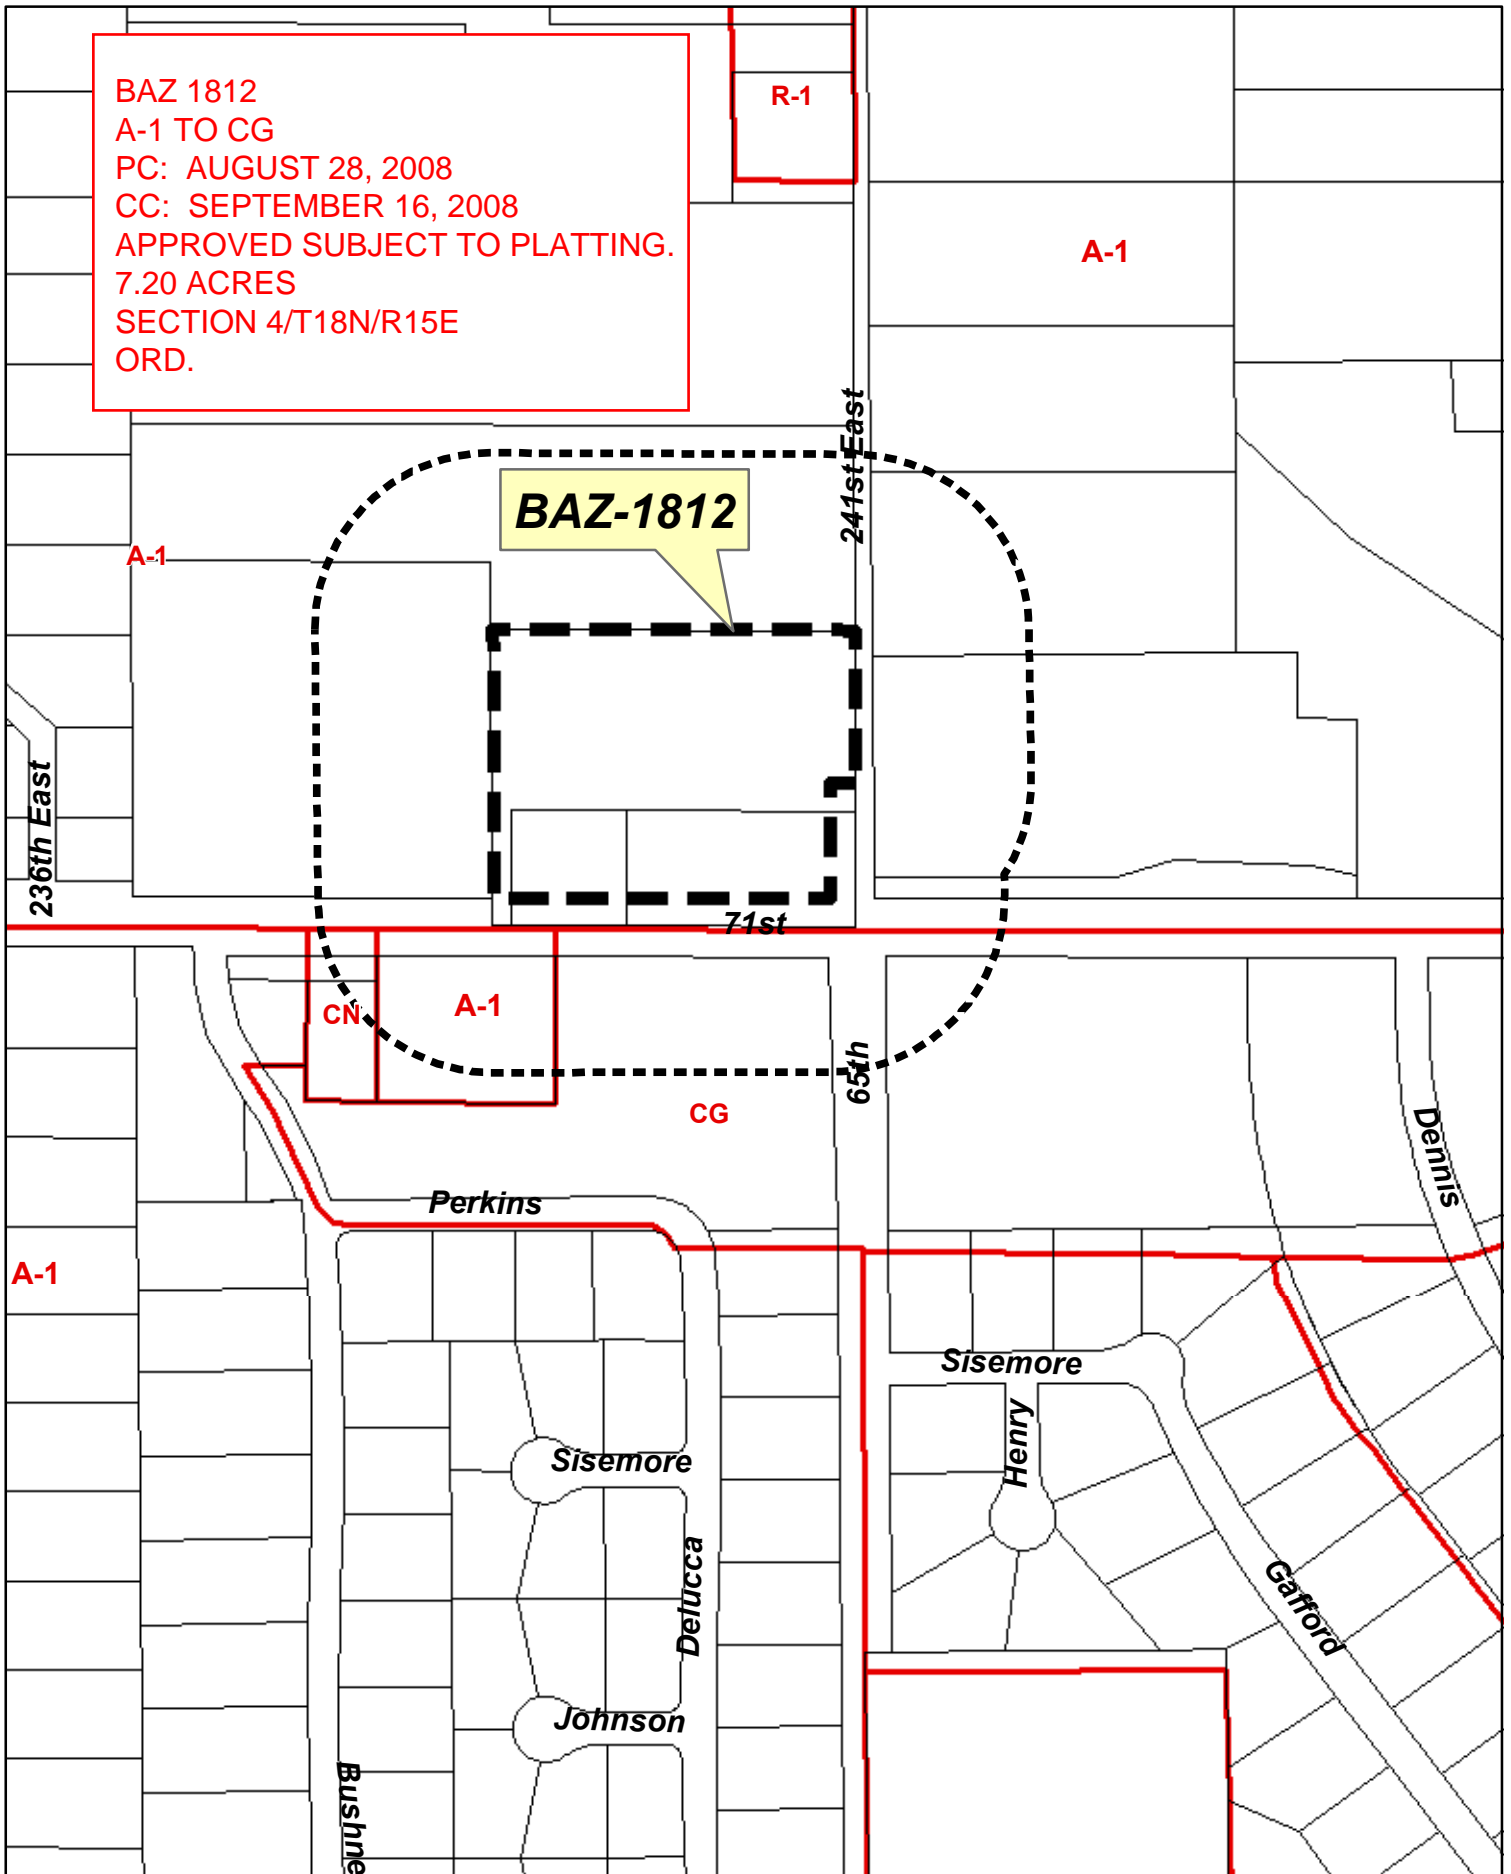 BAZ 1812
A-1 TO CG
PC: AUGUST 28, 2008
CC: SEPTEMBER 16, 2008
APPROVED SUBJECT TO PLATTING.
7.20 ACRES
SECTION 4/T18N/R15E
ORD.
R-1
A-1
241st East
BAZ-1812
A-1
236th East
71st
CN
A-1
65th
CG
Dennis
Perkins
A-1
Sisemore
Henry
Sisemore
Delucca
Gafford
Johnson
Bushne